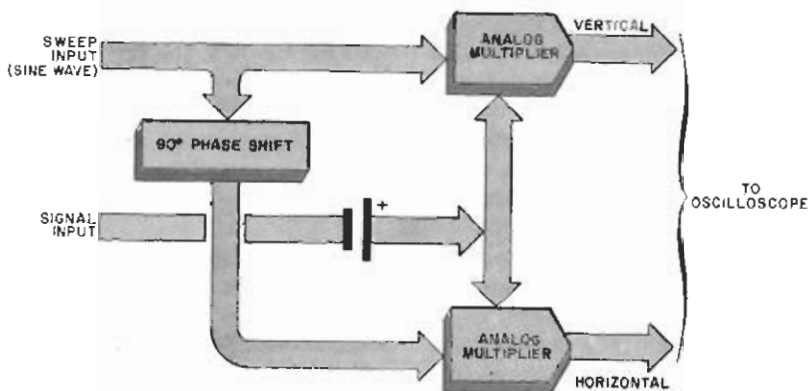 SWEEP
INPUT
(SINE WAVE)
ANALOG
MULTIPLIER
VERTICAL
90° PHASE SHIFT
+
SIGNAL
INPUT
TO
OSCILLOSCOPE
ANALOG
MULTIPLIER
HORIZONTAL